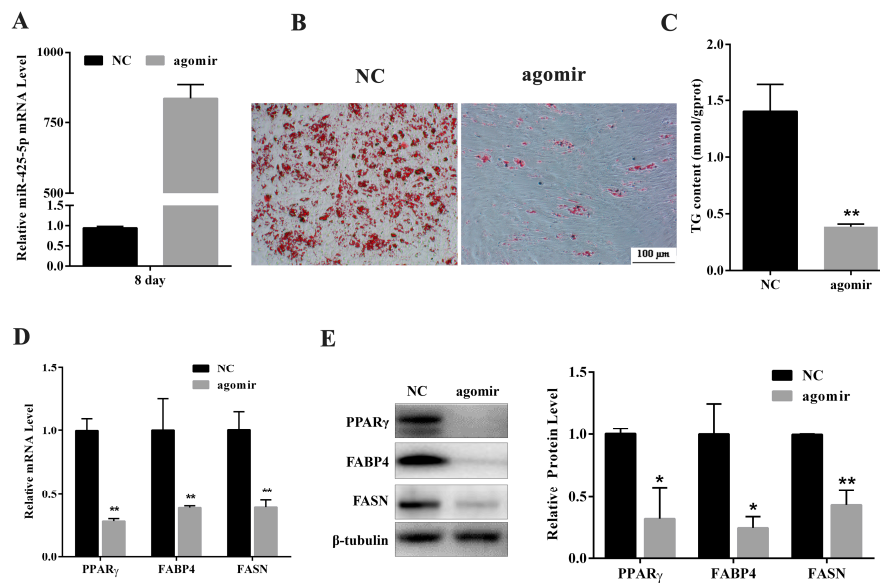 A
Relative miR-425-5p mRNA Level
NC
agomir
1000
750
500
1.5
1.0
0.5
0.0
8 day
B
NC
agomir
100 μm
C
TG content (mmol/gprot)
2.0
1.5
1.0
0.5
0.0
**
NC
agomir
D
Relative mRNA Level
1.5
1.0
0.5
0.0
NC
agomir
**
**
**
PPARγ
FABP4
FASN
E
NC agomir
PPARγ
FABP4
FASN
β-tubulin
Relative Protein Level
1.5
1.0
0.5
0.0
NC
agomir
*
*
**
PPARγ
FABP4
FASN